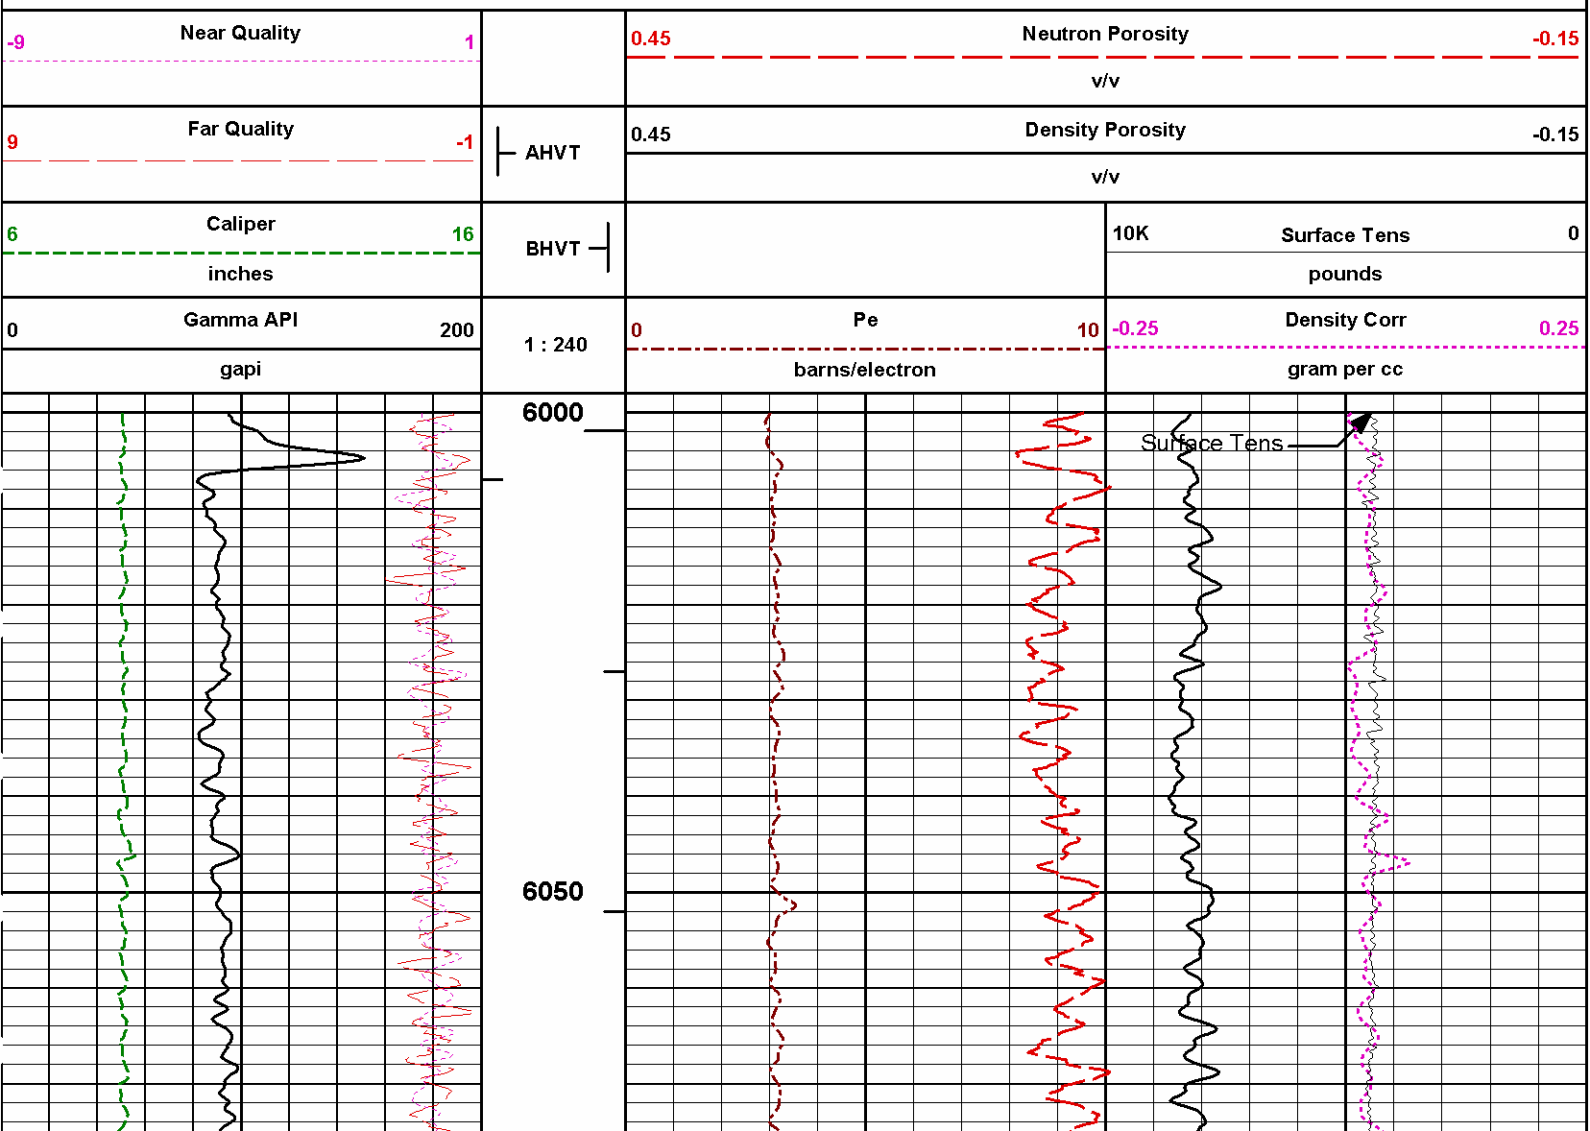 Near Quality
-9 1
Far Quality
9 -1
Caliper
6 16
inches
Gamma API
0 200
gapi
AHVT
BHVT
1 : 240
Neutron Porosity
0.45 -0.15
v/v
Density Porosity
0.45 -0.15
v/v
Surface Tens
10K 0
pounds
Pe
0 10
barns/electron
Density Corr
-0.25 0.25
gram per cc
6000
Surface Tens
6050